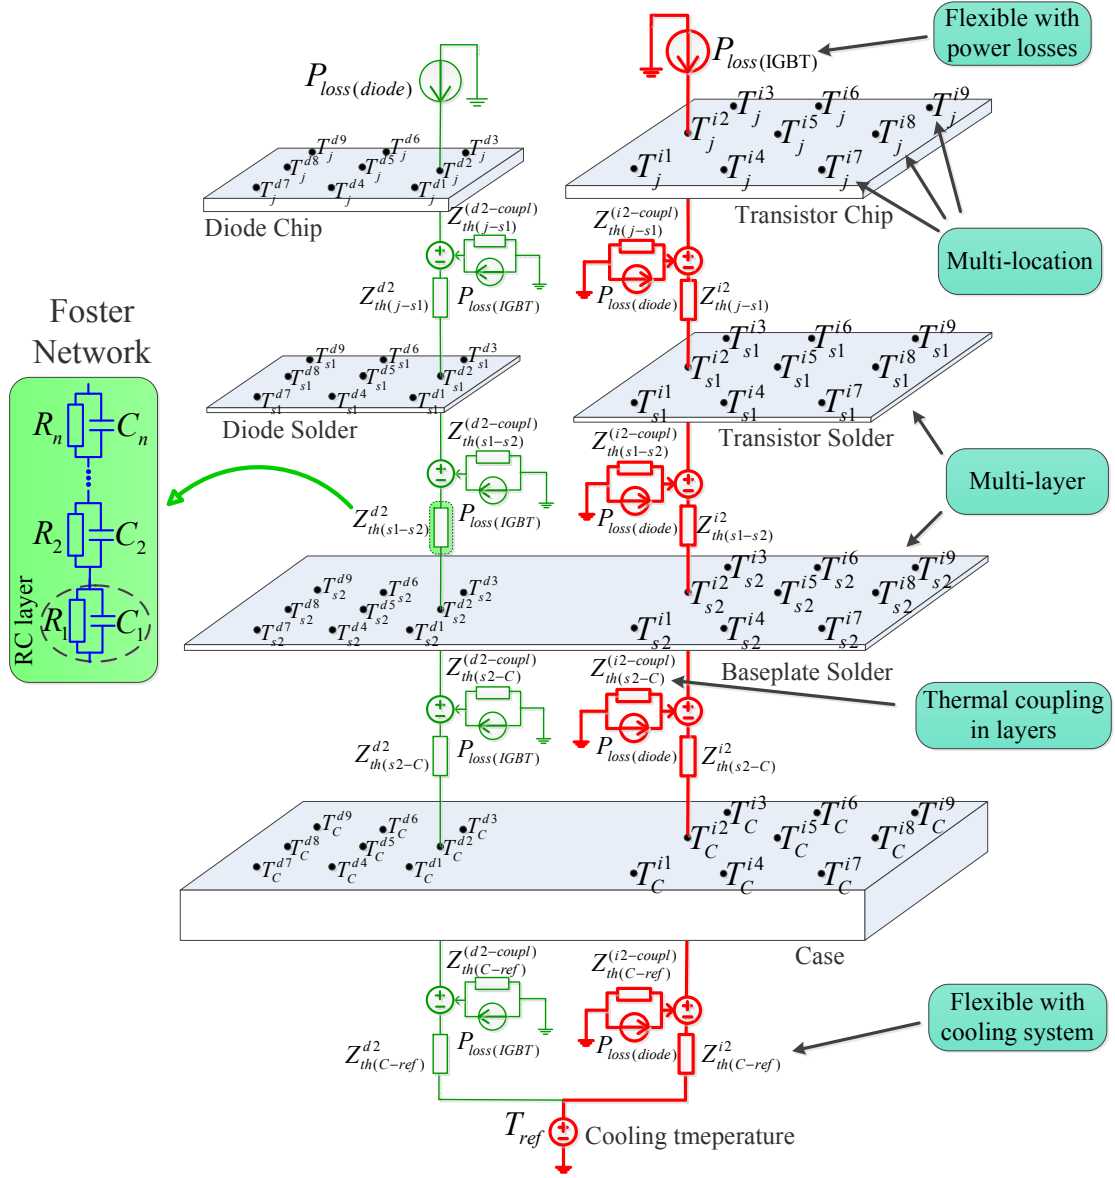 Flexible with
power losses
P_loss(diode)
P_loss(IGBT)
T_j^d9 T_j^d6 T_j^d3
T_j^d8 T_j^d5 T_j^d2
T_j^d7 T_j^d4 T_j^d1
Diode Chip
T_j^i3 T_j^i6 T_j^i9
T_j^i2 T_j^i5 T_j^i8
T_j^i1 T_j^i4 T_j^i7
Transistor Chip
Multi-location
Z_th(j-s1)^(d2-coupl)
P_loss(IGBT)
Z_th(j-s1)^d2
Z_th(j-s1)^(i2-coupl)
P_loss(diode)
Z_th(j-s1)^i2
Foster
Network
R_n C_n
R_2 C_2
R_1 C_1
RC layer
T_s1^d9 T_s1^d6 T_s1^d3
T_s1^d8 T_s1^d5 T_s1^d2
T_s1^d7 T_s1^d4 T_s1^d1
Diode Solder
T_s1^i3 T_s1^i6 T_s1^i9
T_s1^i2 T_s1^i5 T_s1^i8
T_s1^i1 T_s1^i4 T_s1^i7
Transistor Solder
Multi-layer
Z_th(s1-s2)^(d2-coupl)
P_loss(IGBT)
Z_th(s1-s2)^d2
Z_th(s1-s2)^(i2-coupl)
P_loss(diode)
Z_th(s1-s2)^i2
T_s2^d9 T_s2^d6 T_s2^d3
T_s2^d8 T_s2^d5 T_s2^d2
T_s2^d7 T_s2^d4 T_s2^d1
T_s2^i3 T_s2^i6 T_s2^i9
T_s2^i2 T_s2^i5 T_s2^i8
T_s2^i1 T_s2^i4 T_s2^i7
Baseplate Solder
Thermal coupling
in layers
Z_th(s2-C)^(d2-coupl)
P_loss(IGBT)
Z_th(s2-C)^d2
Z_th(s2-C)^(i2-coupl)
P_loss(diode)
Z_th(s2-C)^i2
T_C^d9 T_C^d6 T_C^d3
T_C^d8 T_C^d5 T_C^d2
T_C^d7 T_C^d4 T_C^d1
T_C^i3 T_C^i6 T_C^i9
T_C^i2 T_C^i5 T_C^i8
T_C^i1 T_C^i4 T_C^i7
Case
Z_th(C-ref)^(d2-coupl)
P_loss(IGBT)
Z_th(C-ref)^d2
Z_th(C-ref)^(i2-coupl)
P_loss(diode)
Z_th(C-ref)^i2
Flexible with
cooling system
T_ref
Cooling tmeperature